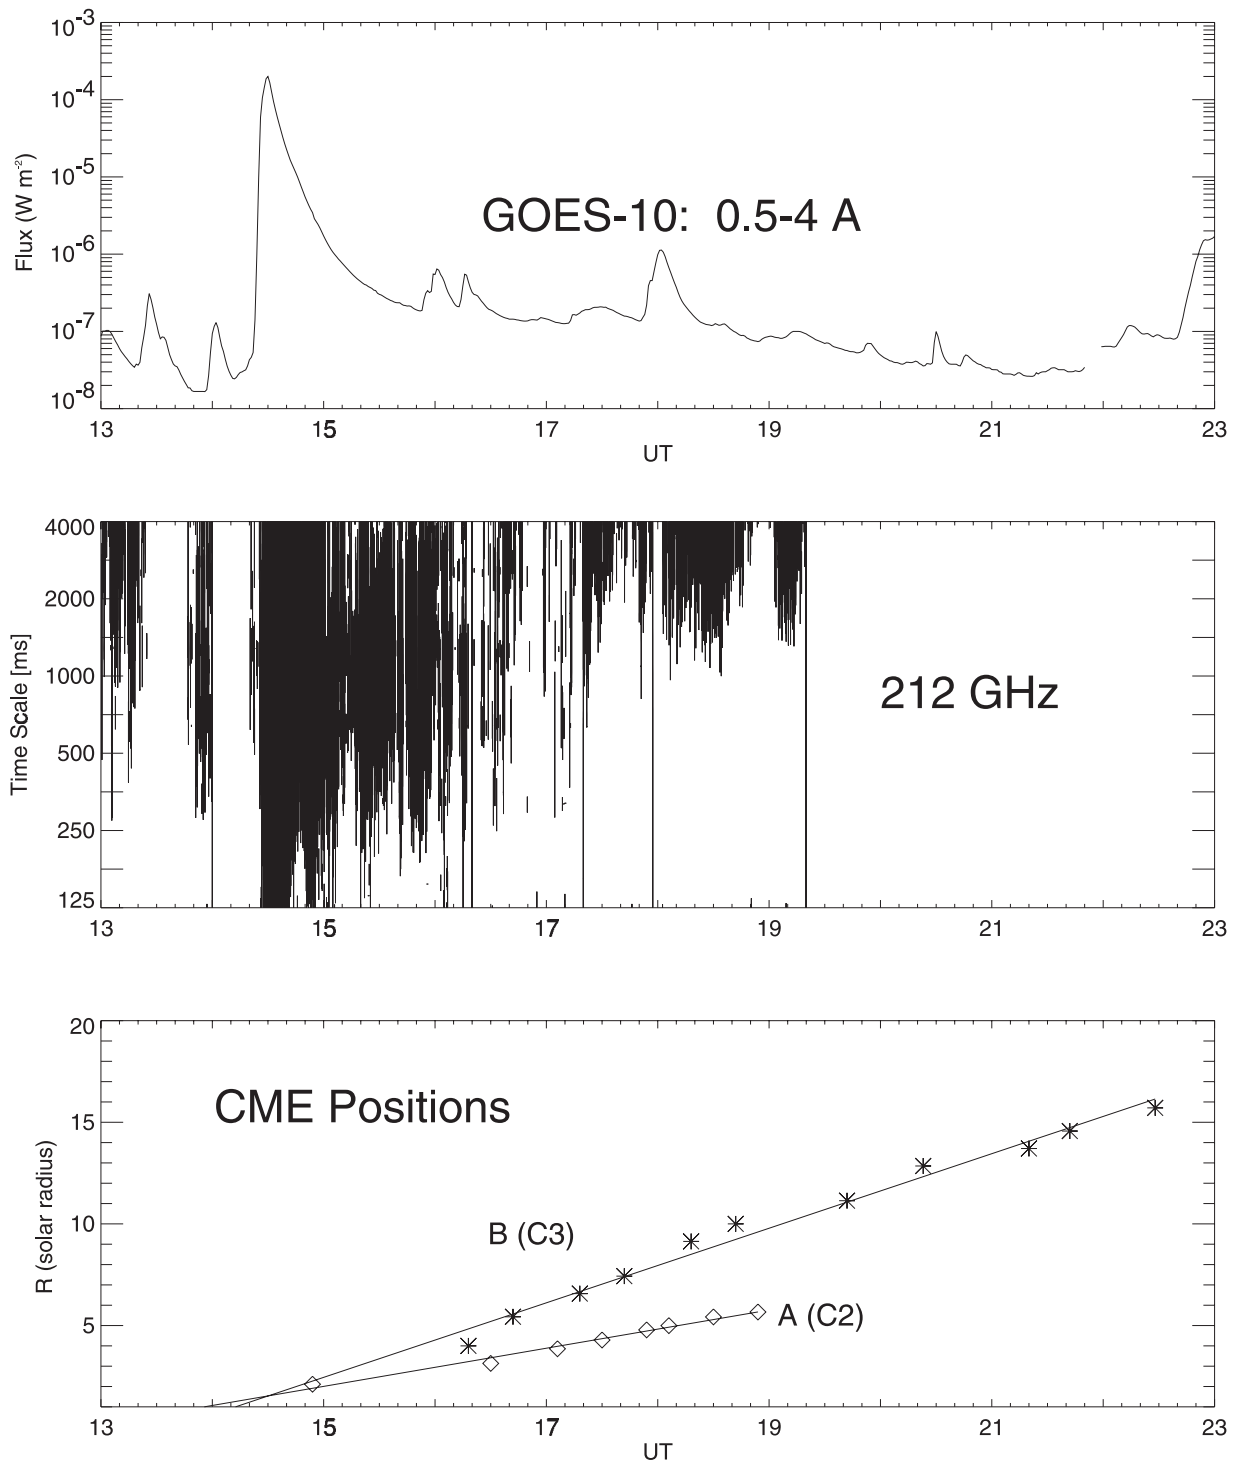 10-3
10-4
10-5
10-6
10-7
10-8
Flux (W m-2)
GOES-10: 0.5-4 A
13 15 17 19 21 23
UT
4000
2000
1000
500
250
125
Time Scale [ms]
212 GHz
13 15 17 19 21 23
20
15
10
5
R (solar radius)
CME Positions
B (C3)
A (C2)
13 15 17 19 21 23
UT